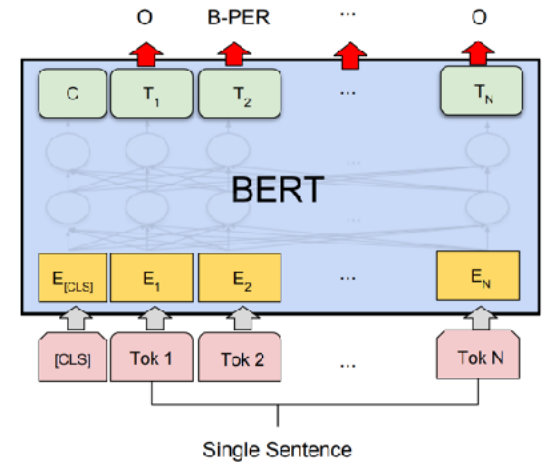 O B-PER ... O
C T1 T2 ... TN
...
BERT
...
E[CLS] E1 E2 ... EN
[CLS] Tok 1 Tok 2 ... Tok N
Single Sentence